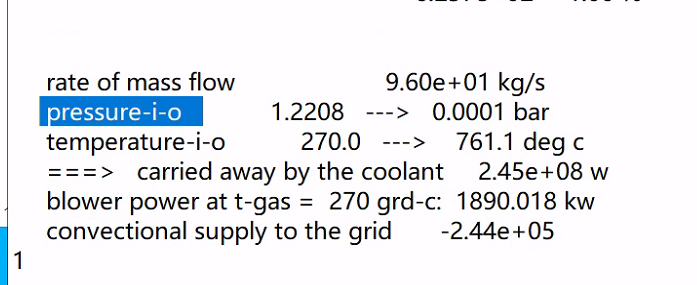 rate of mass flow 9.60e+01 kg/s
pressure-i-o 1.2208 ---> 0.0001 bar
temperature-i-o 270.0 ---> 761.1 deg c
===> carried away by the coolant 2.45e+08 w
blower power at t-gas = 270 grd-c: 1890.018 kw
convectional supply to the grid -2.44e+05
1